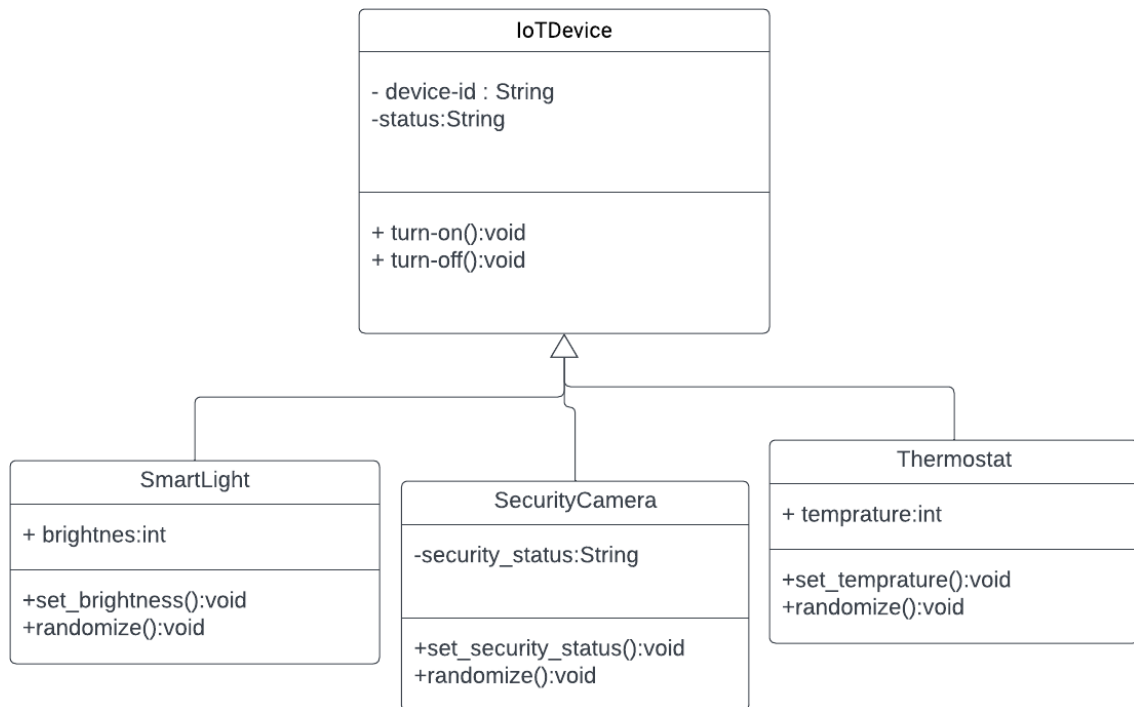 IoTDevice
- device-id : String
-status:String
+ turn-on():void
+ turn-off():void
SmartLight
+ brightnes:int
+set_brightness():void
+randomize():void
SecurityCamera
-security_status:String
+set_security_status():void
+randomize():void
Thermostat
+ temprature:int
+set_temprature():void
+randomize():void